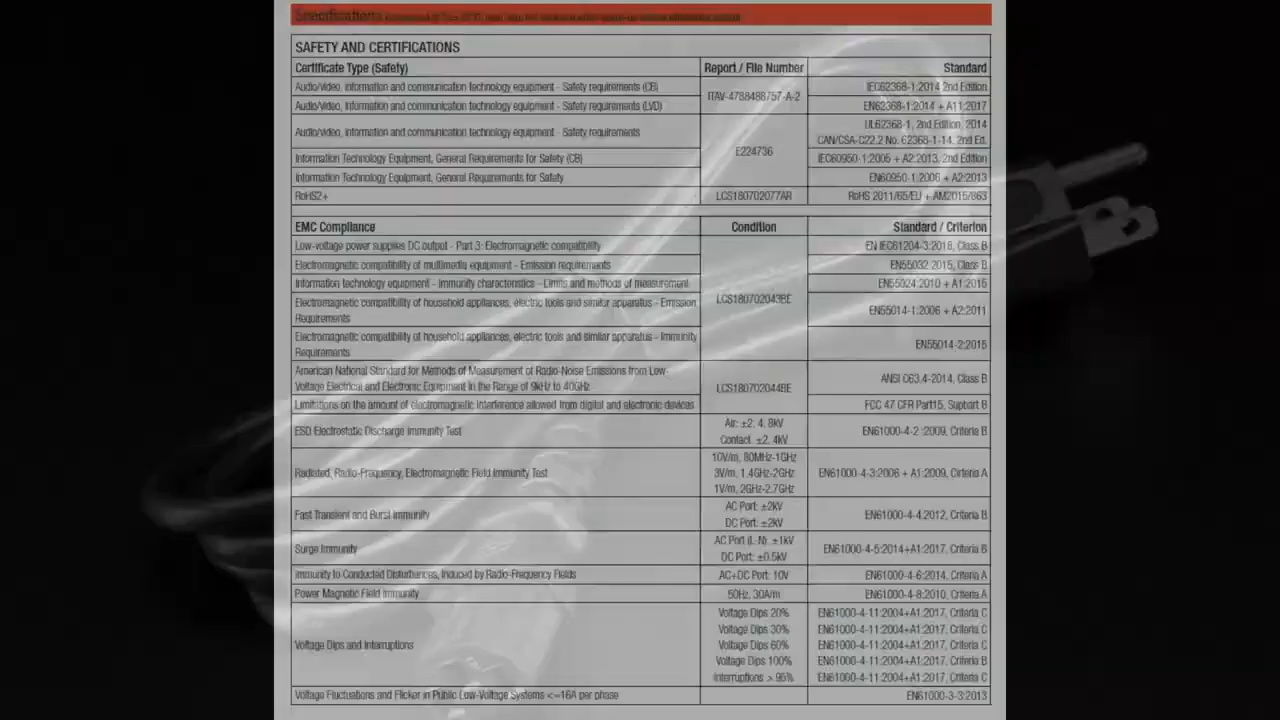 Specifications
SAFETY AND CERTIFICATIONS
Certificate Type (Safety) Report / File Number Standard
Audio/video, information and communication technology equipment - Safety requirements (CB) ITAV-4788488757-A-2 IEC62368-1:2014 2nd Edition
Audio/video, information and communication technology equipment - Safety requirements (LVD) EN62368-1:2014 + A11:2017
Audio/video, information and communication technology equipment - Safety requirements E224736 UL62368-1, 2nd Edition, 2014
CAN/CSA-C22.2 No. 62368-1-14, 2nd Ed.
Information Technology Equipment, General Requirements for Safety (CB) IEC60950-1:2005 + A2:2013, 2nd Edition
Information Technology Equipment, General Requirements for Safety EN60950-1:2006 + A2:2013
RoHS2+ LCS180702077AR RoHS 2011/65/EU + AM2015/863
EMC Compliance Condition Standard / Criterion
Low-voltage power supplies DC output - Part 3: Electromagnetic compatibility LCS180702043BE EN IEC61204-3:2018, Class B
Electromagnetic compatibility of multimedia equipment - Emission requirements EN55032 2015, Class B
Information technology equipment - Immunity characteristics - Limits and methods of measurement EN55024:2010 + A1:2015
Electromagnetic compatibility of household appliances, electric tools and similar apparatus - Emission
Requirements EN55014-1:2006 + A2:2011
Electromagnetic compatibility of household appliances, electric tools and similar apparatus - Immunity
Requirements EN55014-2:2015
American National Standard for Methods of Measurement of Radio-Noise Emissions from Low-
Voltage Electrical and Electronic Equipment in the Range of 9kHz to 40GHz LCS180702044BE ANSI C63.4-2014, Class B
Limitations on the amount of electromagnetic interference allowed from digital and electronic devices FCC 47 CFR Part15, Suppart B
ESD Electrostatic Discharge Immunity Test Air: ±2, 4, 8kV EN61000-4-2 :2009, Criteria B
Contact: ±2, 4kV
Radiated, Radio-Frequency, Electromagnetic Field Immunity Test 10V/m, 80MHz-1GHz EN61000-4-3:2006 + A1:2009, Cirteria A
3V/m, 1.4GHz-2GHz
1V/m, 2GHz-2.7GHz
Fast Transient and Burst Immunity AC Port: ±2kV EN61000-4-4:2012, Criteria B
DC Port: ±2kV
Surge Immunity AC Port (L-N): ±1kV EN61000-4-5:2014+A1:2017, Criteria B
DC Port: ±0.5kV
Immunity to Conducted Disturbances, Induced by Radio-Frequency Fields AC+DC Port: 10V EN61000-4-6:2014, Criteria A
Power Magnetic Field Immunity 50Hz, 30A/m EN61000-4-8:2010, Criteria A
Voltage Dips and Interruptions Voltage Dips 20% EN61000-4-11:2004+A1:2017, Criteria C
Voltage Dips 30% EN61000-4-11:2004+A1:2017, Criteria C
Voltage Dips 60% EN61000-4-11:2004+A1:2017, Criteria C
Voltage Dips 100% EN61000-4-11:2004+A1:2017, Criteria B
Interruptions > 95% EN61000-4-11:2004+A1:2017, Criteria C
Voltage Fluctuations and Flicker in Public Low-Voltage Systems <=16A per phase EN61000-3-3:2013